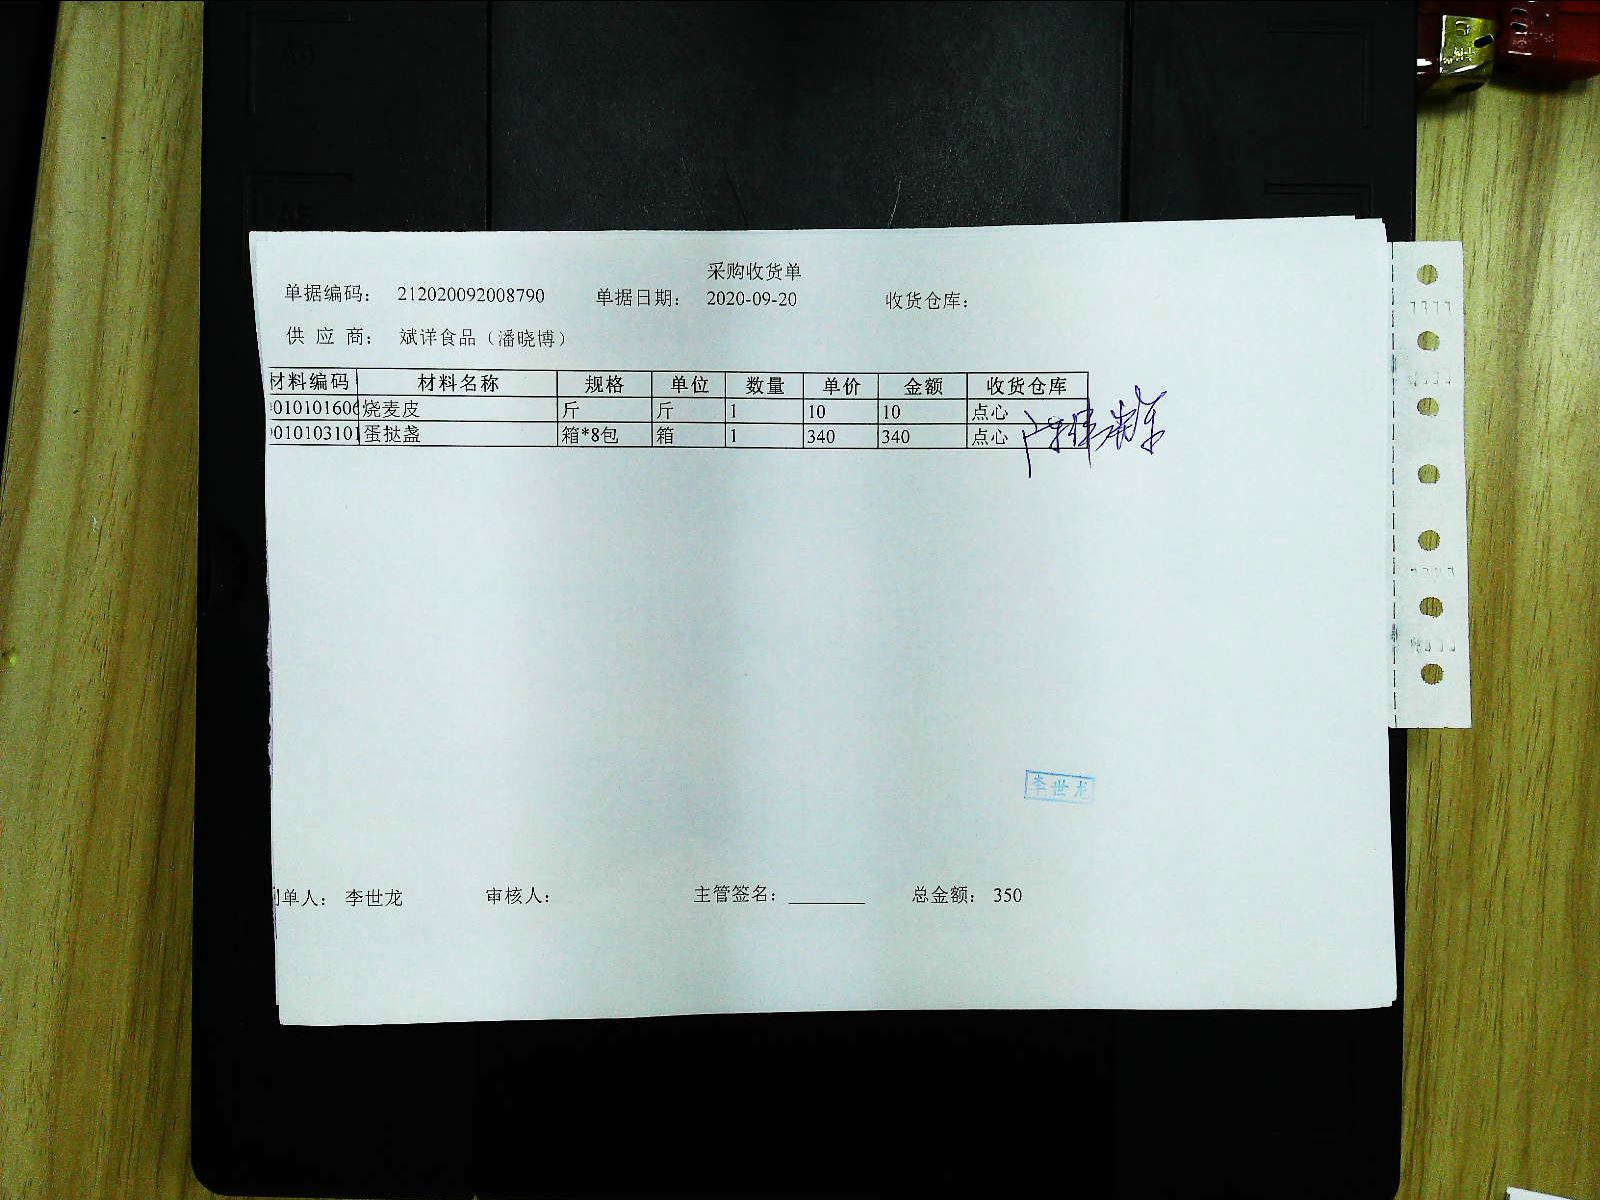 采购收货单
单据编码： 212020092008790 单据日期： 2020-09-20 收货仓库：
供 应 商： 斌详食品（潘晓博）
材料编码 材料名称 规格 单位 数量 单价 金额 收货仓库
010101606 烧麦皮 斤 斤 1 10 10 点心
010103101 蛋挞盏 箱*8包 箱 1 340 340 点心
李世龙
单人： 李世龙 审核人： 主管签名： 总金额： 350